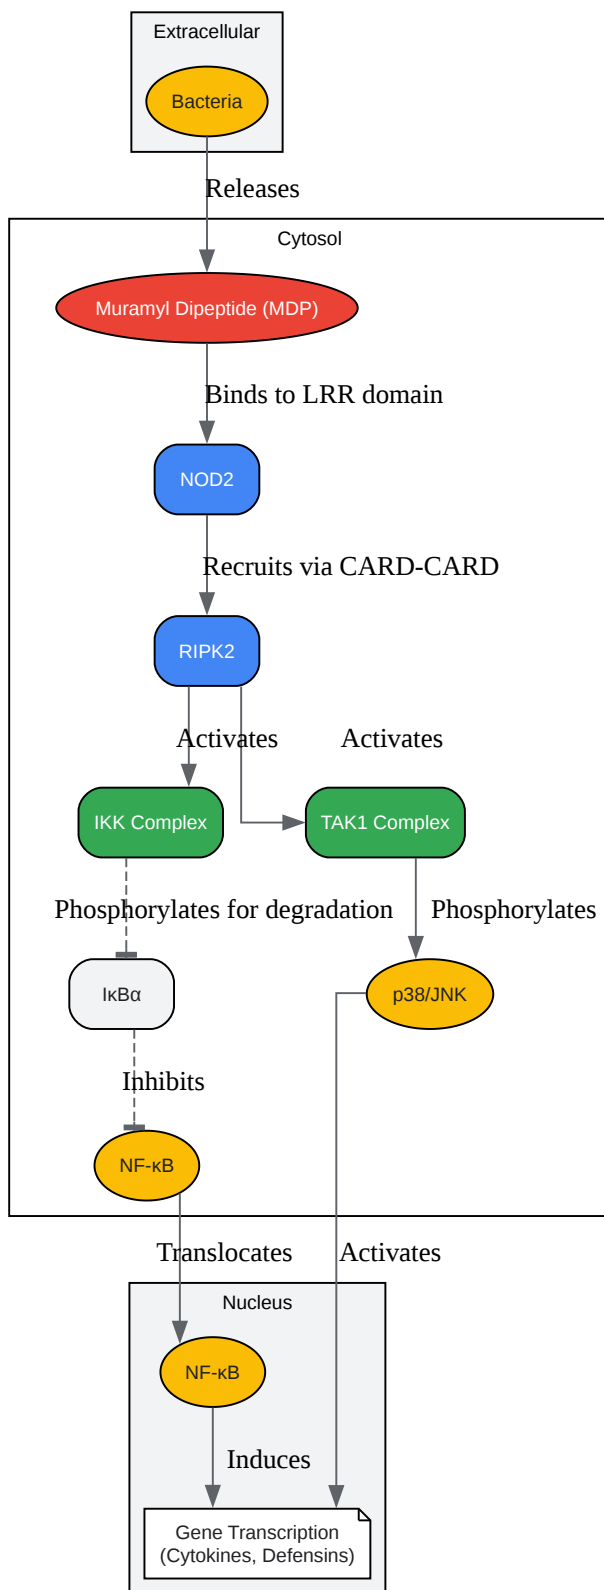 Extracellular
Bacteria
Releases
Cytosol
Muramyl Dipeptide (MDP)
Binds to LRR domain
NOD2
Recruits via CARD-CARD
RIPK2
Activates
Activates
IKK Complex
TAK1 Complex
Phosphorylates for degradation
Phosphorylates
IκBα
p38/JNK
Inhibits
NF-κB
Translocates
Activates
Nucleus
NF-κB
Induces
Gene Transcription
(Cytokines, Defensins)